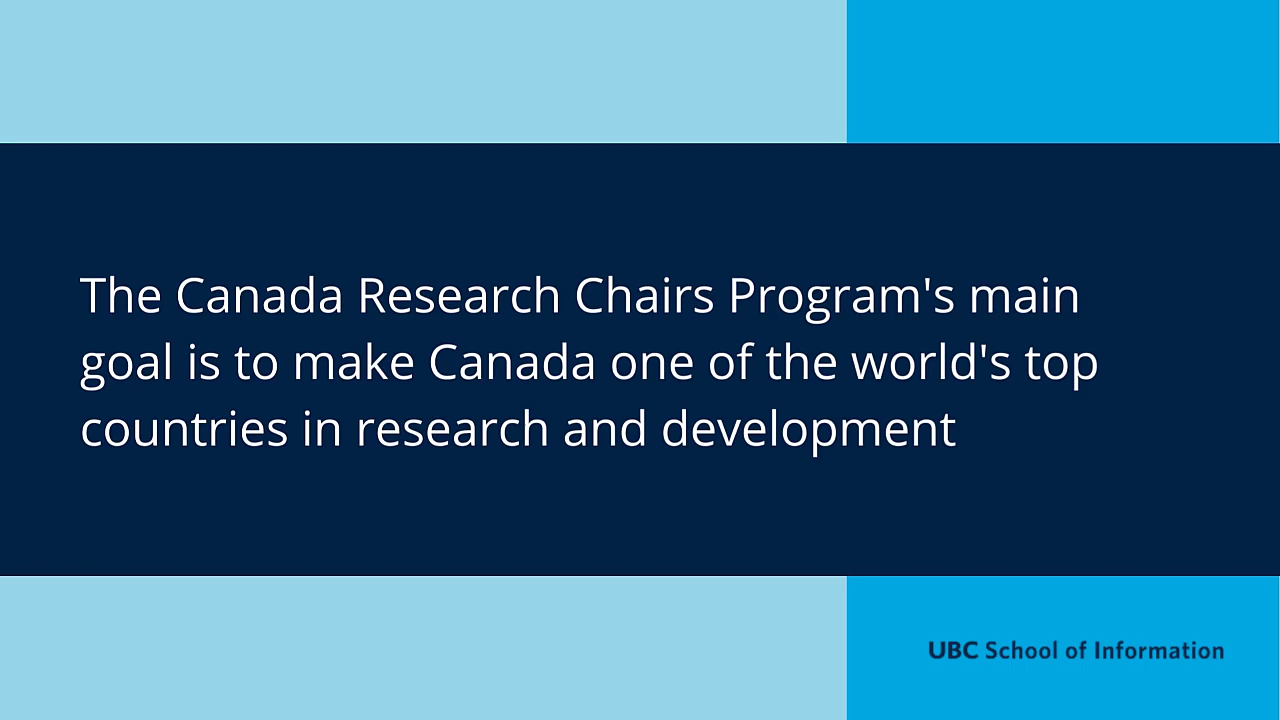 The Canada Research Chairs Program's main
goal is to make Canada one of the world's top
countries in research and development
UBC School of Information